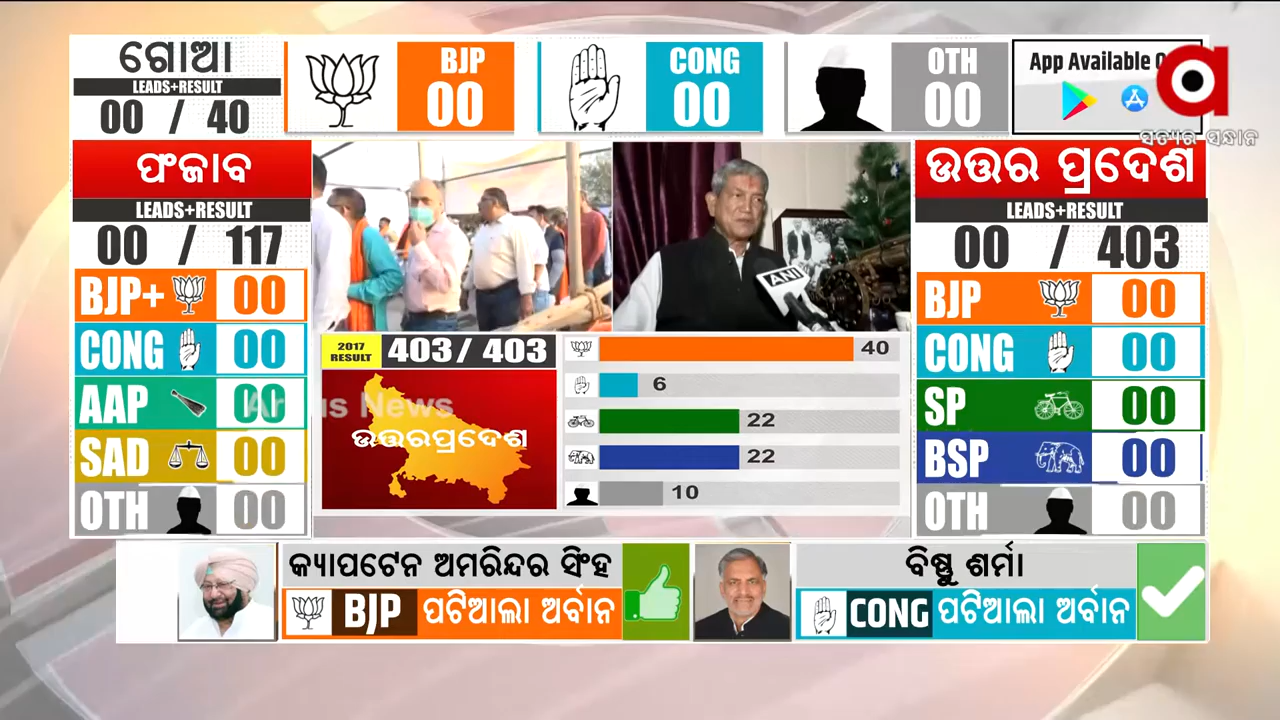 ଗୋଆ
LEADS+RESULT
00 / 40
BJP
00
CONG
00
OTH
00
App Available
ସତ୍ୟର ସନ୍ଧାନ
ଫଂଜାବ
LEADS+RESULT
00 / 117
BJP+ 00
CONG 00
AAP 00
SAD 00
OTH 00
ANI
2017
RESULT
403/ 403
Argus News
ଉତ୍ତରପ୍ରଦେଶ
40
6
22
22
10
ଉତ୍ତର ପ୍ରଦେଶ
LEADS+RESULT
00 / 403
BJP 00
CONG 00
SP 00
BSP 00
OTH 00
କ୍ୟାପଟେନ ଅମରିନ୍ଦର ସିଂହ
BJP ପଟିଆଲା ଅର୍ବାନ
ବିଷ୍ଣୁ ଶର୍ମା
CONG ପଟିଆଲା ଅର୍ବାନ